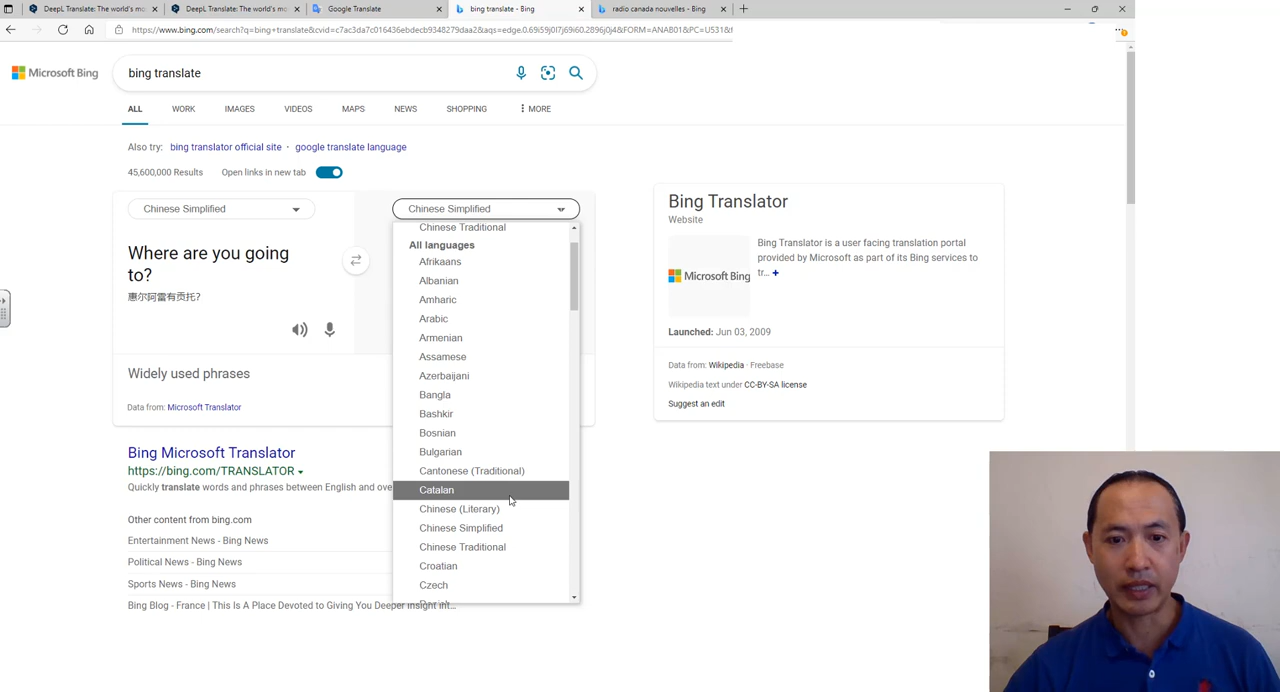 DeepL Translate: The world's mo
DeepL Translate: The world's mo
Google Translate
bing translate - Bing
radio canada nouvelles - Bing
https://www.bing.com/search?q=bing+translate&cvid=c7ac3da7c016436ebdecb9348279daa2&aqs=edge.0.69i59j0l7j69i60.2896j0j4&FORM=ANAB01&PC=U531&f
Microsoft Bing
bing translate
ALL WORK IMAGES VIDEOS MAPS NEWS SHOPPING MORE
Also try: bing translator official site · google translate language
45,600,000 Results Open links in new tab
Chinese Simplified
Where are you going
to?
惠尔阿雷有贡托?
Widely used phrases
Data from: Microsoft Translator
Chinese Simplified
Chinese Traditional
All languages
Afrikaans
Albanian
Amharic
Arabic
Armenian
Assamese
Azerbaijani
Bangla
Bashkir
Bosnian
Bulgarian
Cantonese (Traditional)
Catalan
Chinese (Literary)
Chinese Simplified
Chinese Traditional
Croatian
Czech
Bing Microsoft Translator
https://bing.com/TRANSLATOR
Quickly translate words and phrases between English and ove
Other content from bing.com
Entertainment News - Bing News
Political News - Bing News
Sports News - Bing News
Bing Blog - France | This Is A Place Devoted to Giving You Deeper Insight int...
Bing Translator
Website
Microsoft Bing
Bing Translator is a user facing translation portal
provided by Microsoft as part of its Bing services to
tr... +
Launched: Jun 03, 2009
Data from: Wikipedia · Freebase
Wikipedia text under CC-BY-SA license
Suggest an edit